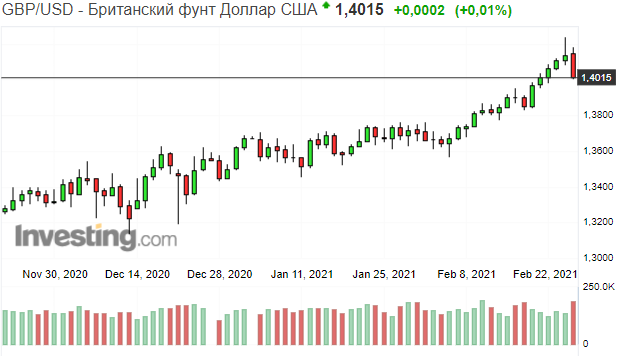 GBP/USD - Британский фунт Доллар США 1,4015 +0,0002 (+0,01%)
1,4015
1,3800
1,3600
1,3400
1,3200
Investing.com
1,3000
Nov 30, 2020 Dec 14, 2020 Dec 28, 2020 Jan 11, 2021 Jan 25, 2021 Feb 8, 2021 Feb 22, 2021
250.0K
0